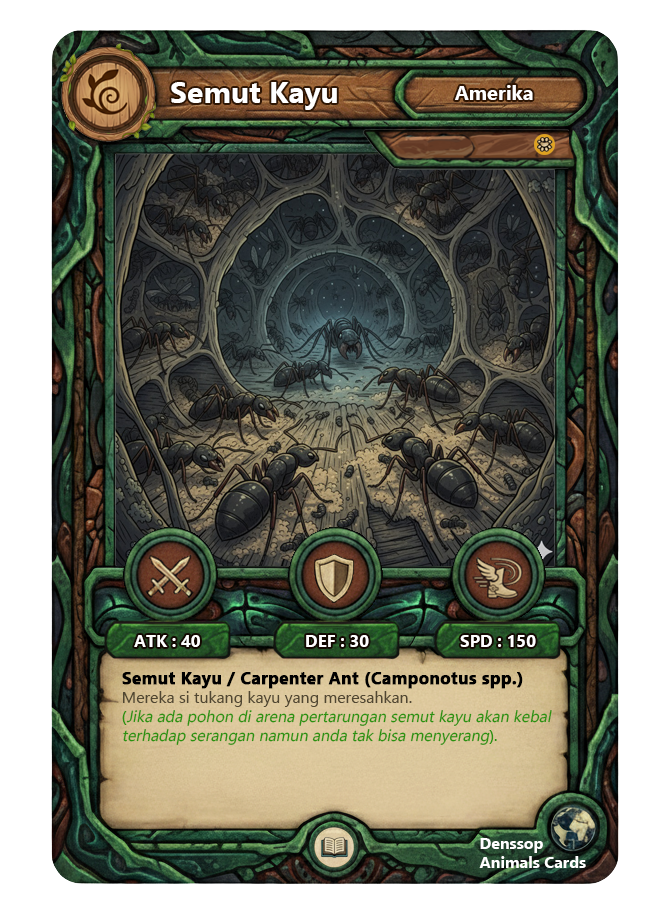 Semut Kayu
Amerika
ATK : 40
DEF : 30
SPD : 150
Semut Kayu / Carpenter Ant (Camponotus spp.)
Mereka si tukang kayu yang meresahkan.
(Jika ada pohon di arena pertarungan semut kayu akan kebal
terhadap serangan namun anda tak bisa menyerang).
Denssop
Animals Cards